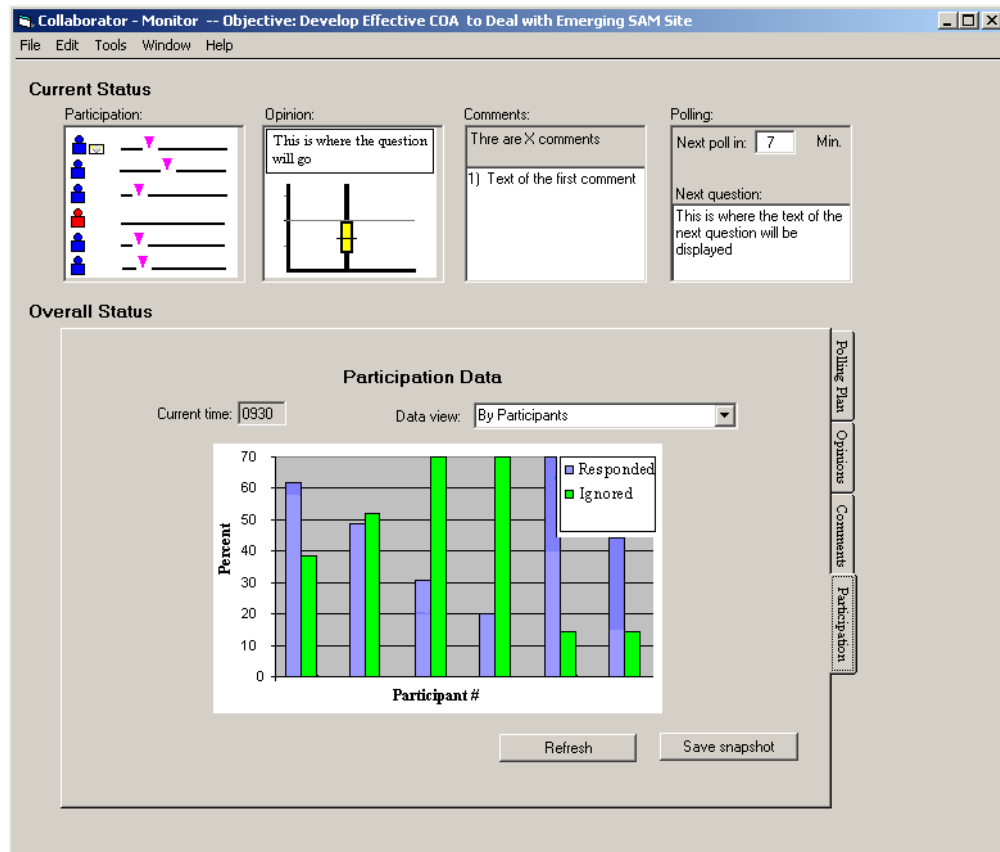 Collaborator - Monitor -- Objective: Develop Effective COA to Deal with Emerging SAM Site
File Edit Tools Window Help
Current Status
Participation:
Opinion:
This is where the question
will go
Comments:
Thre are X comments
1) Text of the first comment
Polling:
Next poll in: 7 Min.
Next question:
This is where the text of the
next question will be
displayed
Overall Status
Participation Data
Current time: 0930
Data view: By Participants
70
60
50
40
30
20
10
0
Percent
Participant #
Responded
Ignored
Refresh
Save snapshot
Polling Plan
Opinions
Comments
Participation